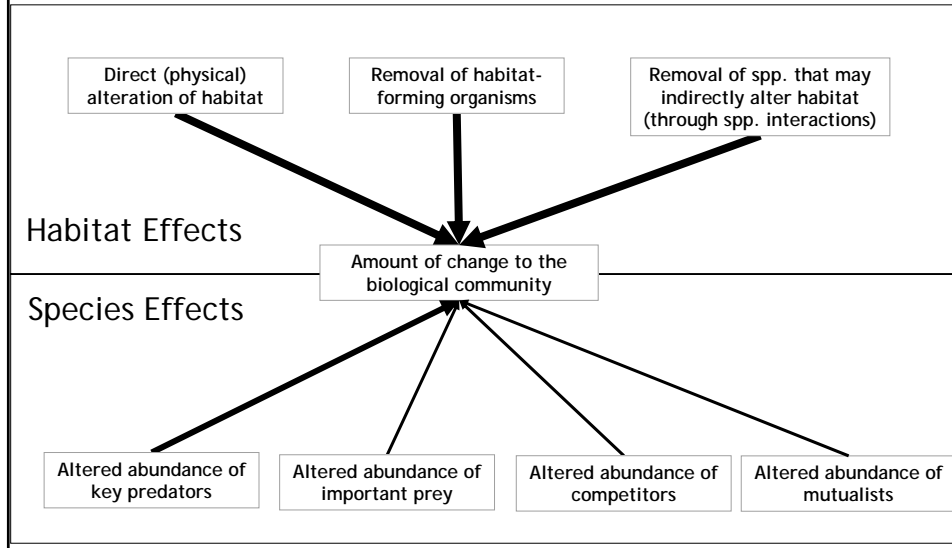 Direct (physical)
alteration of habitat
Removal of habitat-
forming organisms
Removal of spp. that may
indirectly alter habitat
(through spp. interactions)
Habitat Effects
Amount of change to the
biological community
Species Effects
Altered abundance of
key predators
Altered abundance of
important prey
Altered abundance of
competitors
Altered abundance of
mutualists